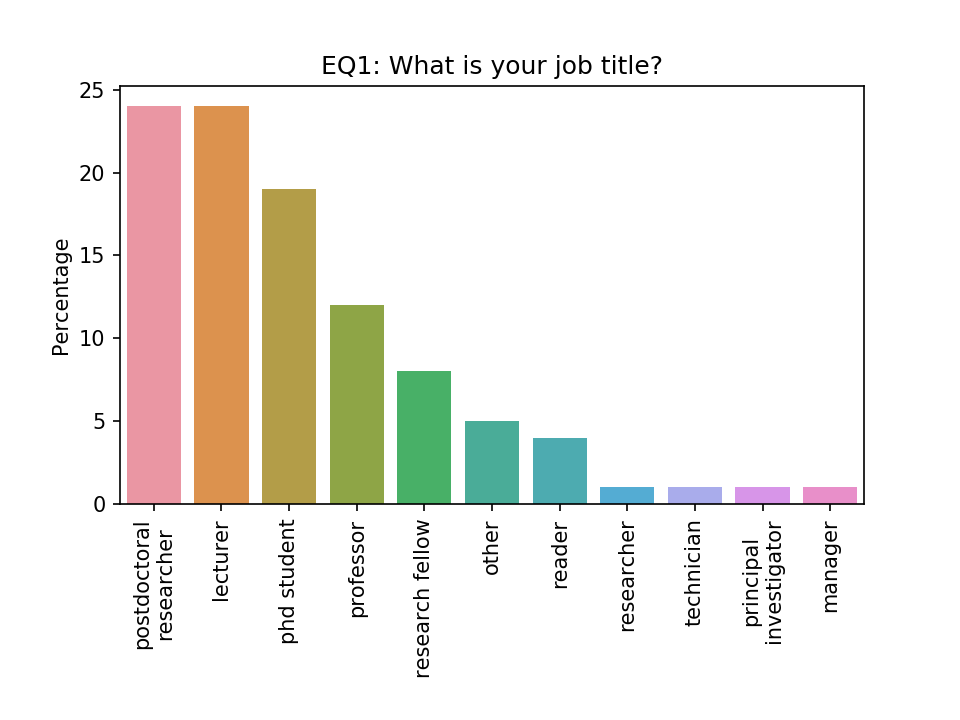 EQ1: What is your job title?
Percentage
25
20
15
10
5
0
postdoctoral
researcher
lecturer
phd student
professor
research fellow
other
reader
researcher
technician
principal
investigator
manager